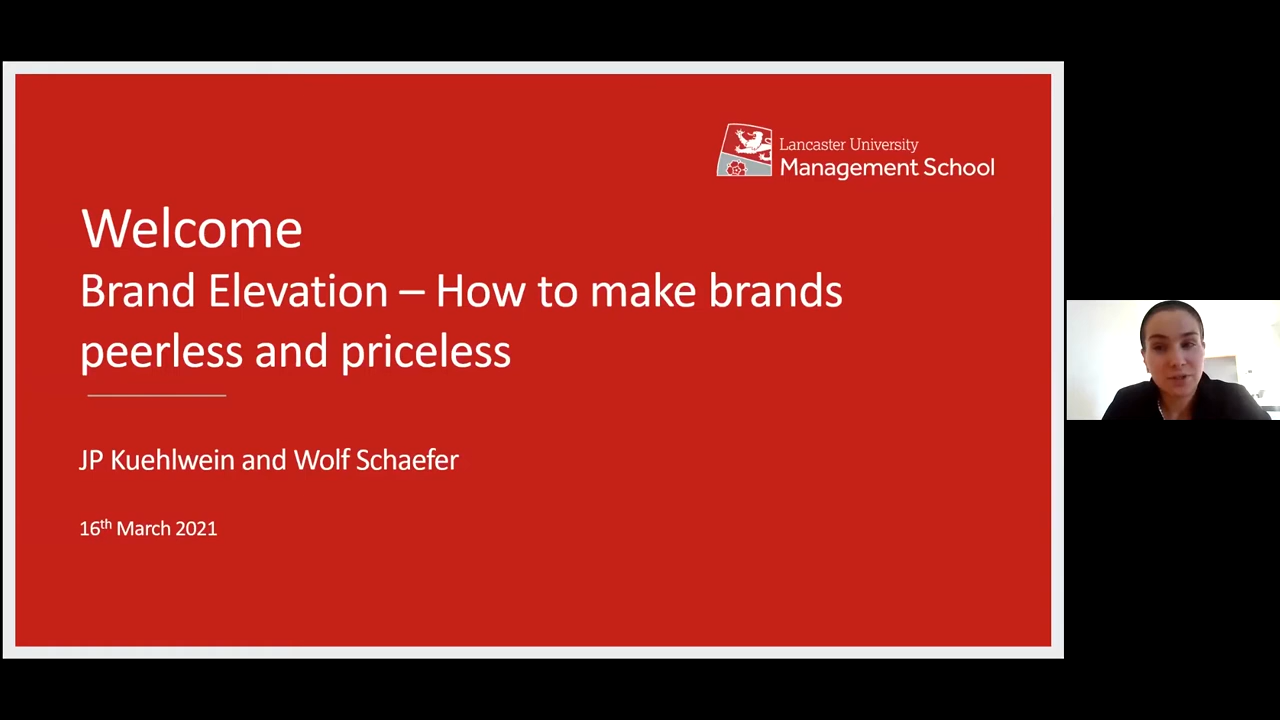 Lancaster University
Management School
Welcome
Brand Elevation – How to make brands
peerless and priceless
JP Kuehlwein and Wolf Schaefer
16th March 2021